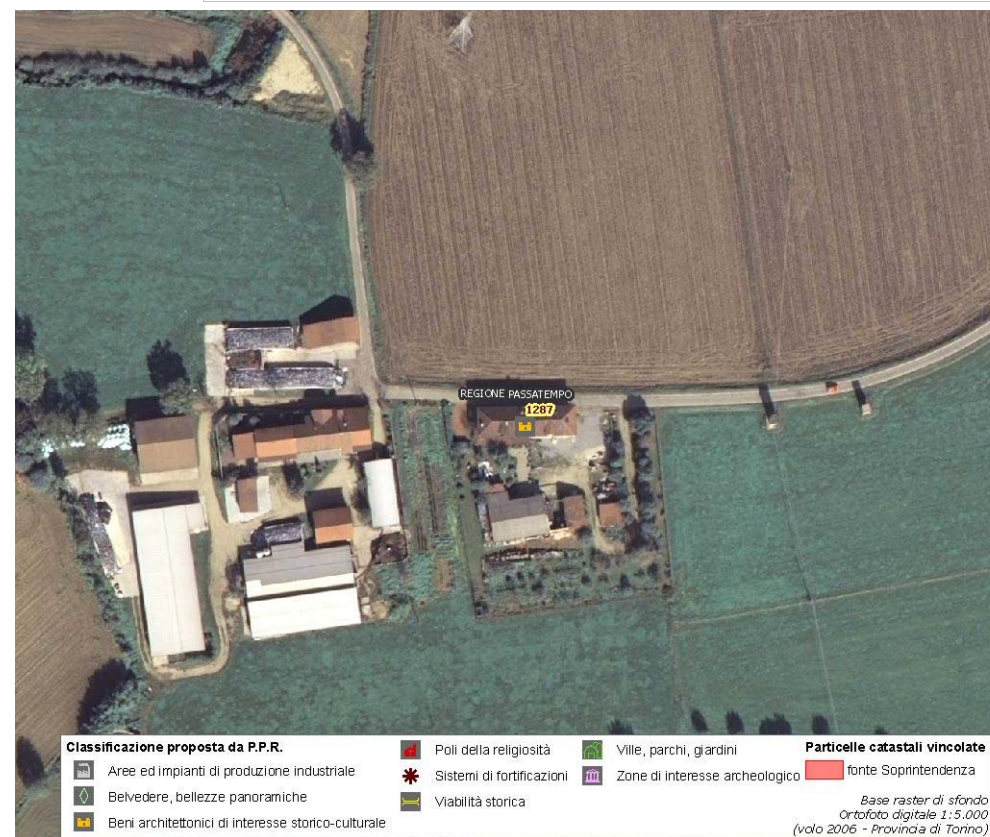 REGIONE PASSATEMPO
1287
Classificazione proposta da P.P.R.
Aree ed impianti di produzione industriale
Belvedere, bellezze panoramiche
Beni architettonici di interesse storico-culturale
Poli della religiosità
Sistemi di fortificazioni
Viabilità storica
Ville, parchi, giardini
Zone di interesse archeologico
Particelle catastali vincolate
fonte Soprintendenza
Base raster di sfondo
Ortofoto digitale 1:5.000
(volo 2006 - Provincia di Torino)